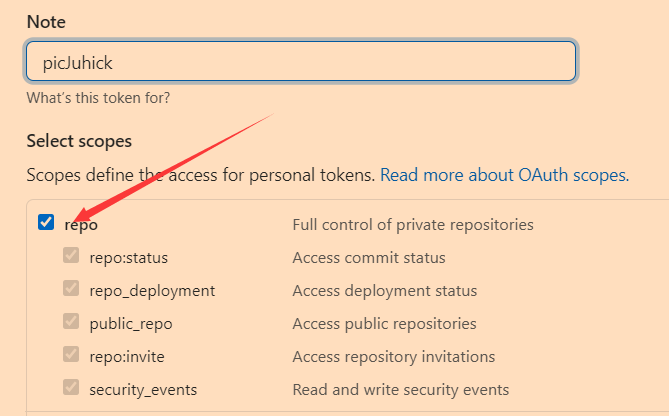 Note
picJuhick
What's this token for?
Select scopes
Scopes define the access for personal tokens. Read more about OAuth scopes.
repo Full control of private repositories
repo:status Access commit status
repo_deployment Access deployment status
public_repo Access public repositories
repo:invite Access repository invitations
security_events Read and write security events